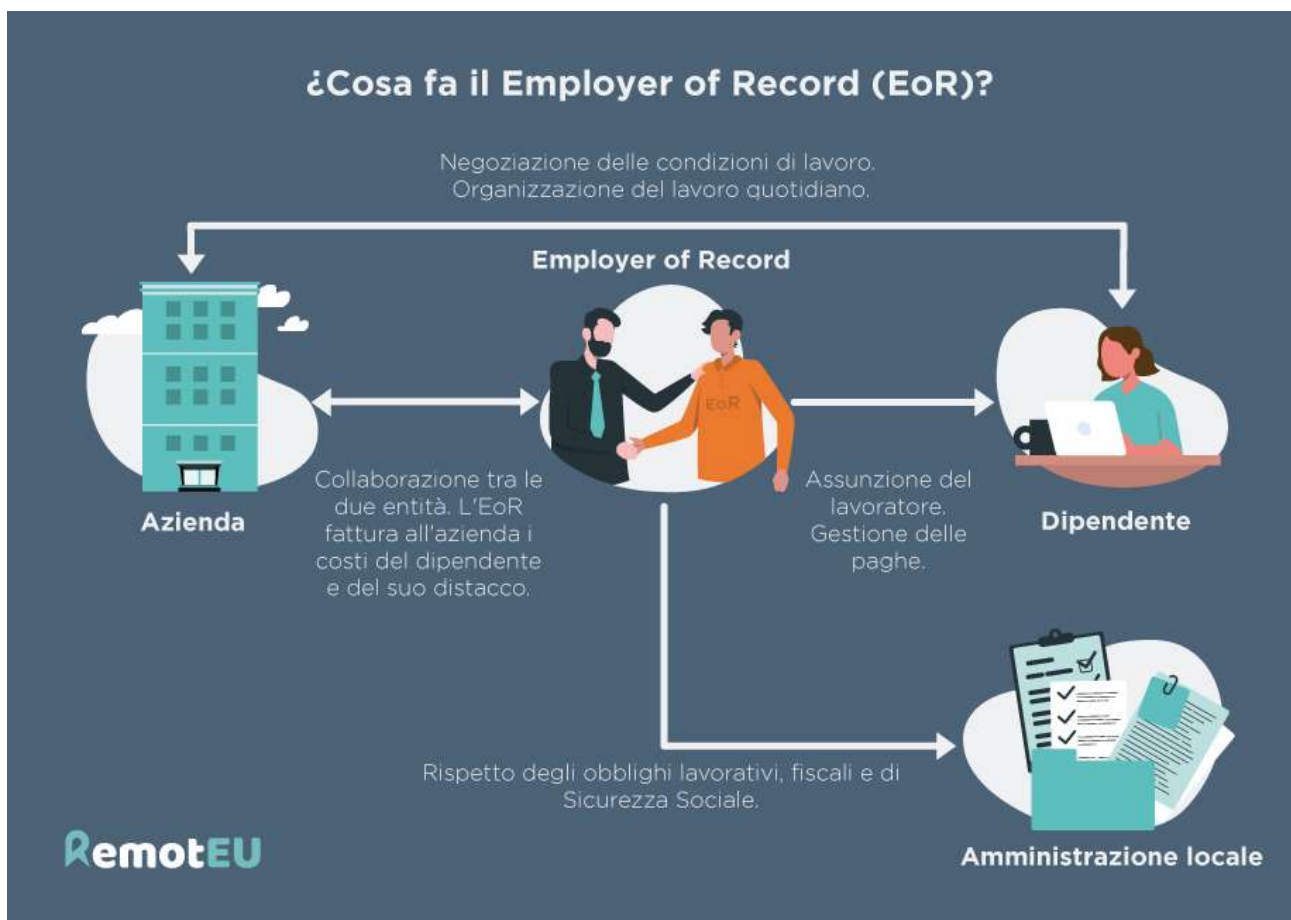 ¿Cosa fa il Employer of Record (EoR)?
Negoziazione delle condizioni di lavoro.
Organizzazione del lavoro quotidiano.
Employer of Record
EoR
Azienda
Collaborazione tra le
due entità. L'EoR
fattura all'azienda i
costi del dipendente
e del suo distacco.
Assunzione del
lavoratore.
Gestione delle
paghe.
Dipendente
Rispetto degli obblighi lavorativi, fiscali e di
Sicurezza Sociale.
RemotEU
Amministrazione locale